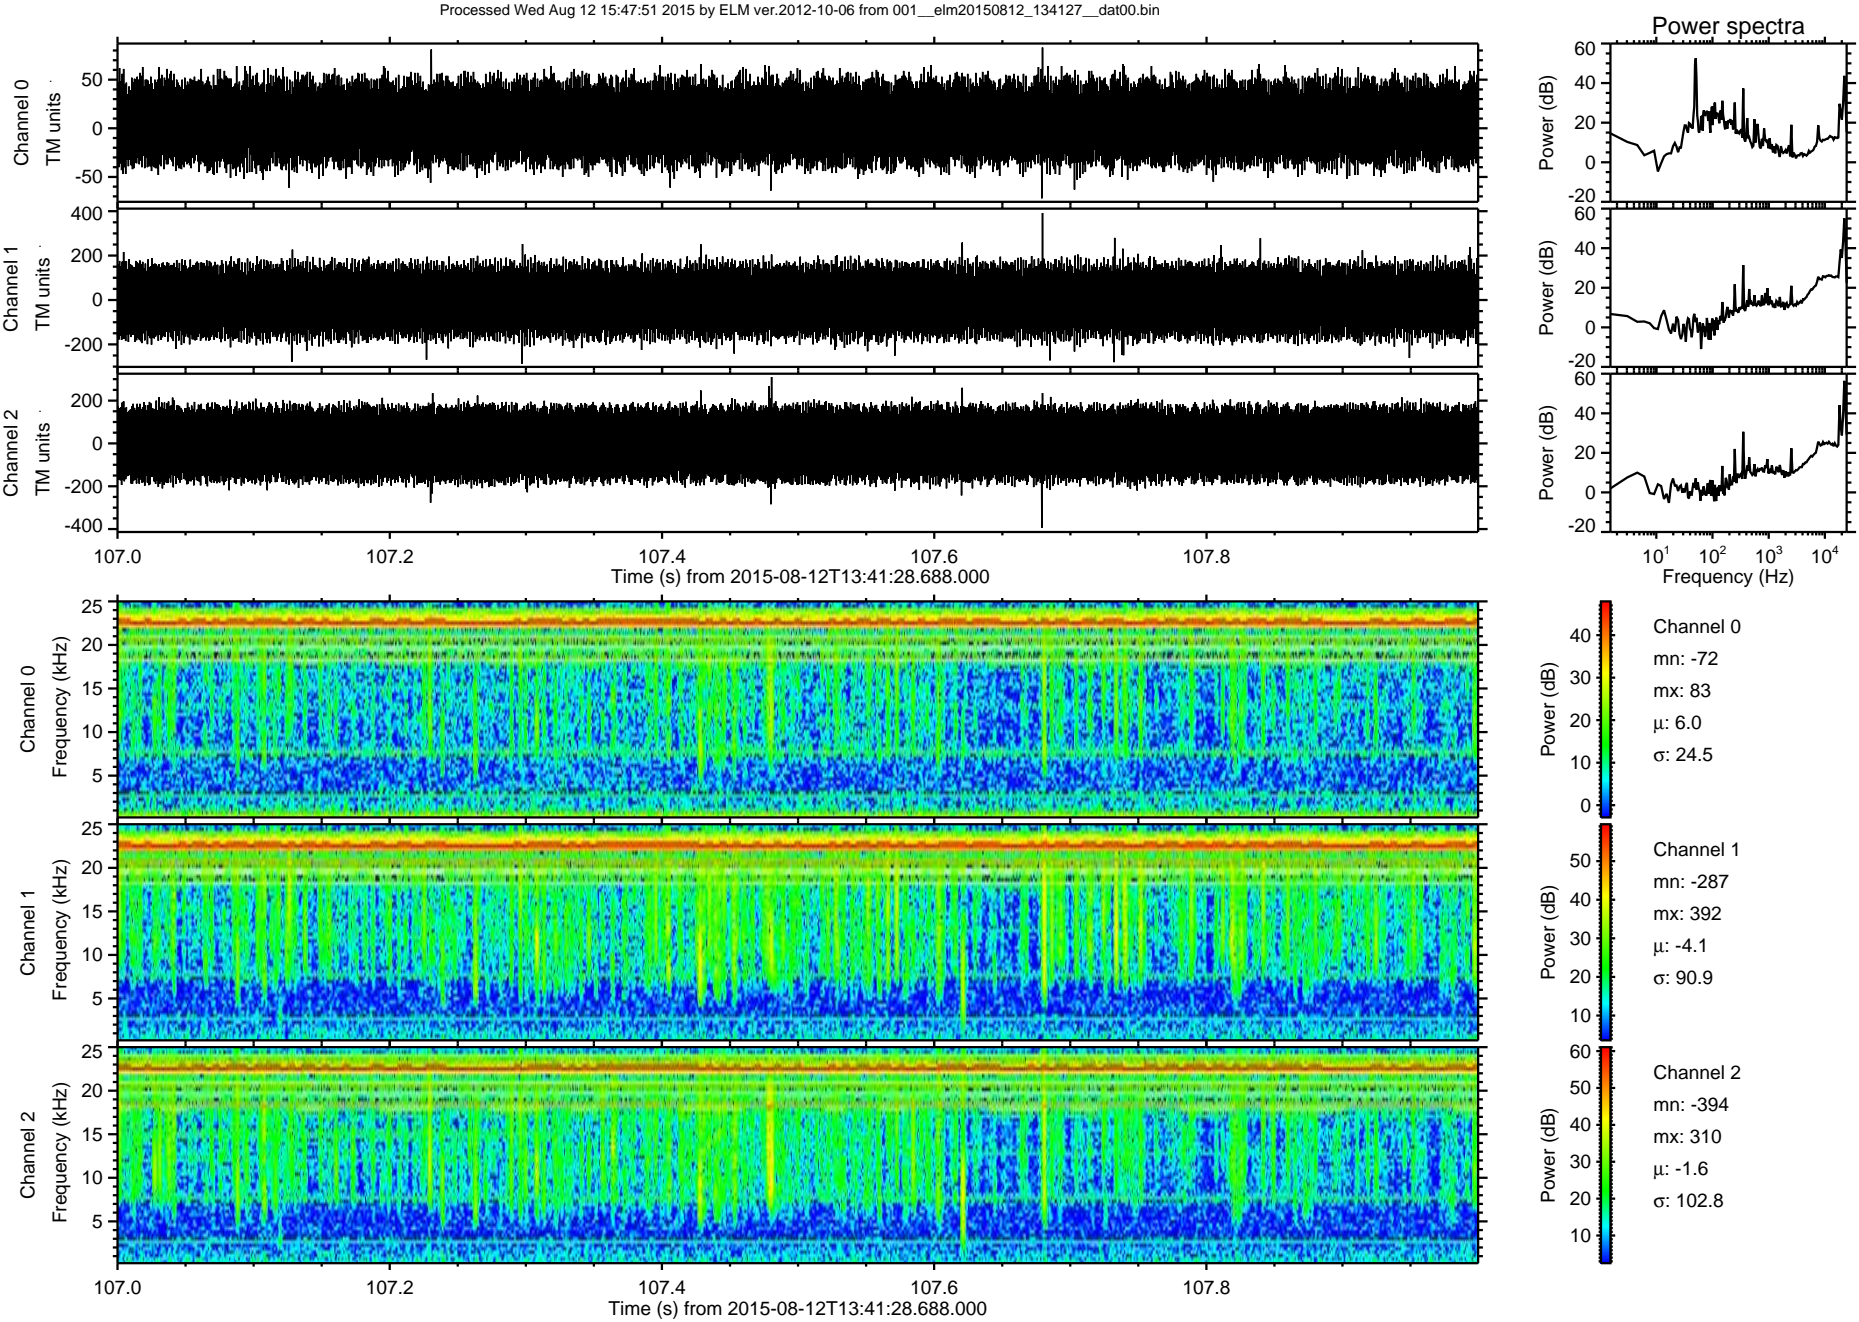 Processed Wed Aug 12 15:47:51 2015 by ELM ver.2012-10-06 from 001__elm20150812_134127__dat00.bin
Power spectra
Channel 0
TM units
50
0
-50
Power (dB)
60
40
20
0
-20
Channel 1
TM units
400
200
0
-200
Power (dB)
60
40
20
0
-20
Channel 2
TM units
200
0
-200
-400
Power (dB)
60
40
20
0
-20
107.0 107.2 107.4 107.6 107.8
Time (s) from 2015-08-12T13:41:28.688.000
10^1 10^2 10^3 10^4
Frequency (Hz)
Channel 0
Frequency (kHz)
25
20
15
10
5
Power (dB)
40
30
20
10
0
Channel 0
mn: -72
mx: 83
μ: 6.0
σ: 24.5
Channel 1
Frequency (kHz)
25
20
15
10
5
Power (dB)
50
40
30
20
10
Channel 1
mn: -287
mx: 392
μ: -4.1
σ: 90.9
Channel 2
Frequency (kHz)
25
20
15
10
5
Power (dB)
60
50
40
30
20
10
Channel 2
mn: -394
mx: 310
μ: -1.6
σ: 102.8
107.0 107.2 107.4 107.6 107.8
Time (s) from 2015-08-12T13:41:28.688.000